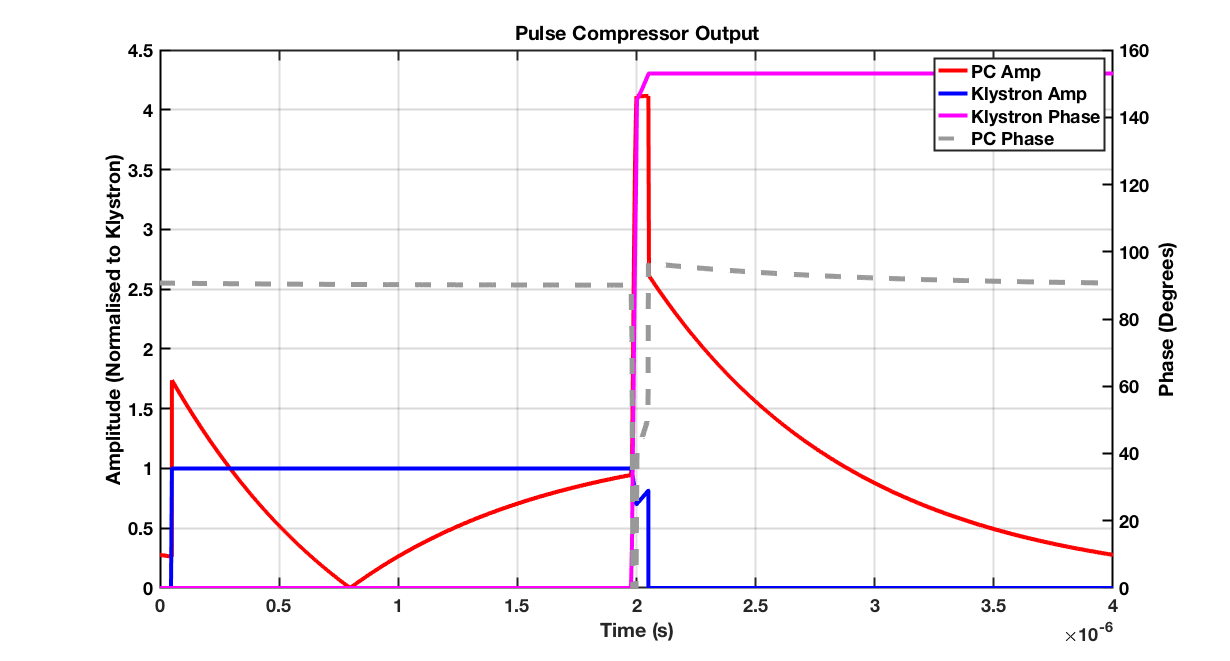 Pulse Compressor Output
4.5
4
3.5
3
2.5
2
1.5
1
0.5
0
Amplitude (Normalised to Klystron)
160
140
120
100
80
60
40
20
0
Phase (Degrees)
PC Amp
Klystron Amp
Klystron Phase
PC Phase
0 0.5 1 1.5 2 2.5 3 3.5 4
Time (s)
×10-6